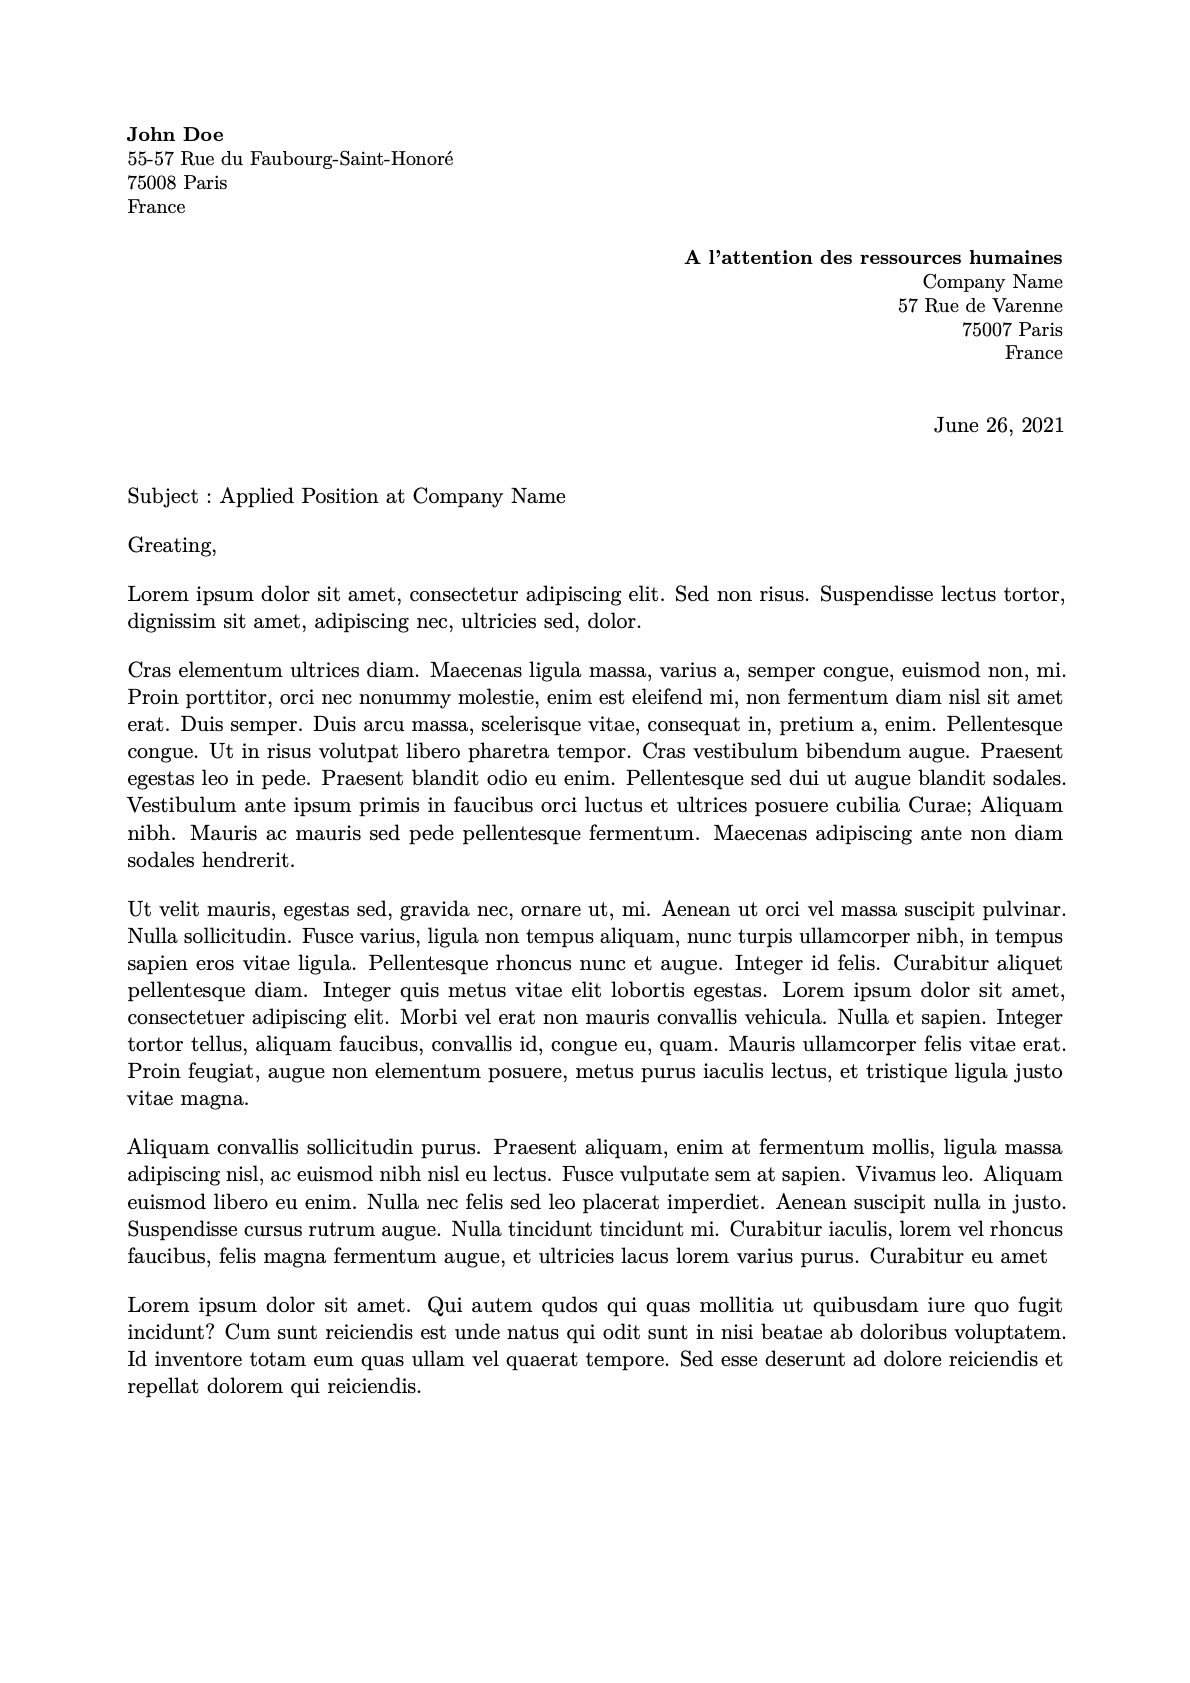 John Doe
55-57 Rue du Faubourg-Saint-Honoré
75008 Paris
France
A l'attention des ressources humaines
Company Name
57 Rue de Varenne
75007 Paris
France
June 26, 2021
Subject : Applied Position at Company Name
Greating,
Lorem ipsum dolor sit amet, consectetur adipiscing elit. Sed non risus. Suspendisse lectus tortor,
dignissim sit amet, adipiscing nec, ultricies sed, dolor.
Cras elementum ultrices diam. Maecenas ligula massa, varius a, semper congue, euismod non, mi.
Proin porttitor, orci nec nonummy molestie, enim est eleifend mi, non fermentum diam nisl sit amet
erat. Duis semper. Duis arcu massa, scelerisque vitae, consequat in, pretium a, enim. Pellentesque
congue. Ut in risus volutpat libero pharetra tempor. Cras vestibulum bibendum augue. Praesent
egestas leo in pede. Praesent blandit odio eu enim. Pellentesque sed dui ut augue blandit sodales.
Vestibulum ante ipsum primis in faucibus orci luctus et ultrices posuere cubilia Curae; Aliquam
nibh. Mauris ac mauris sed pede pellentesque fermentum. Maecenas adipiscing ante non diam
sodales hendrerit.
Ut velit mauris, egestas sed, gravida nec, ornare ut, mi. Aenean ut orci vel massa suscipit pulvinar.
Nulla sollicitudin. Fusce varius, ligula non tempus aliquam, nunc turpis ullamcorper nibh, in tempus
sapien eros vitae ligula. Pellentesque rhoncus nunc et augue. Integer id felis. Curabitur aliquet
pellentesque diam. Integer quis metus vitae elit lobortis egestas. Lorem ipsum dolor sit amet,
consectetuer adipiscing elit. Morbi vel erat non mauris convallis vehicula. Nulla et sapien. Integer
tortor tellus, aliquam faucibus, convallis id, congue eu, quam. Mauris ullamcorper felis vitae erat.
Proin feugiat, augue non elementum posuere, metus purus iaculis lectus, et tristique ligula justo
vitae magna.
Aliquam convallis sollicitudin purus. Praesent aliquam, enim at fermentum mollis, ligula massa
adipiscing nisl, ac euismod nibh nisl eu lectus. Fusce vulputate sem at sapien. Vivamus leo. Aliquam
euismod libero eu enim. Nulla nec felis sed leo placerat imperdiet. Aenean suscipit nulla in justo.
Suspendisse cursus rutrum augue. Nulla tincidunt tincidunt mi. Curabitur iaculis, lorem vel rhoncus
faucibus, felis magna fermentum augue, et ultricies lacus lorem varius purus. Curabitur eu amet
Lorem ipsum dolor sit amet. Qui autem qudos qui quas mollitia ut quibusdam iure quo fugit
incidunt? Cum sunt reiciendis est unde natus qui odit sunt in nisi beatae ab doloribus voluptatem.
Id inventore totam eum quas ullam vel quaerat tempore. Sed esse deserunt ad dolore reiciendis et
repellat dolorem qui reiciendis.